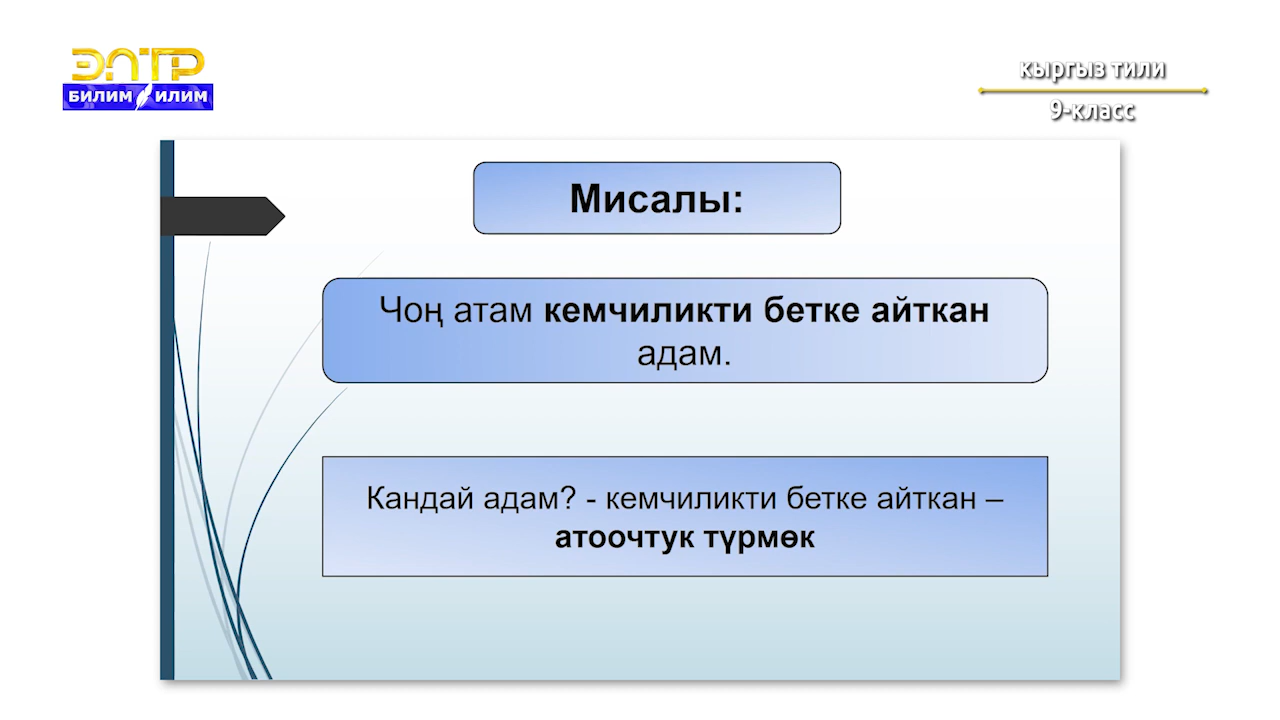 ЭЛТР
БИЛИМ ИЛИМ
кыргыз тили
9-класс
Мисалы:
Чоң атам кемчиликти бетке айткан
адам.
Кандай адам? - кемчиликти бетке айткан –
атоочтук түрмөк